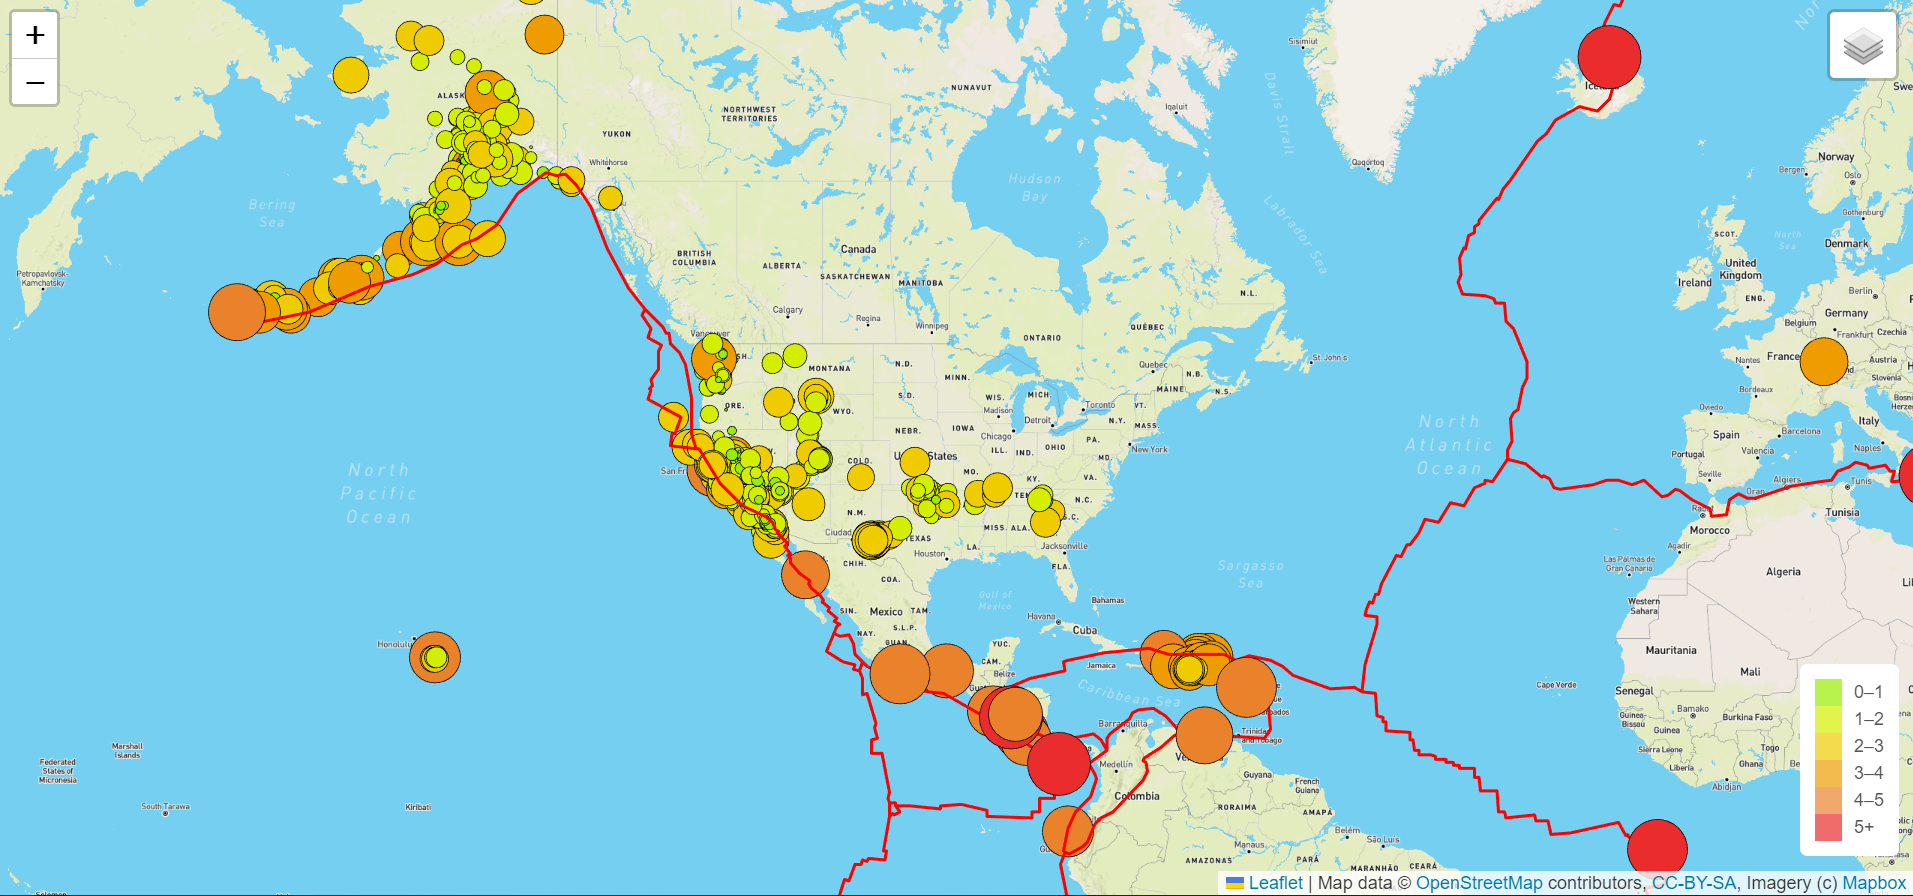 +
−
ALASK
NUNAVUT
NORTHWEST
TERRITORIES
YUKON
Whitehorse
Iqaluit
Sisimiut
Davis Strait
Qaqortoq
Hudson
Bay
Labrador Sea
Bering
Sea
Petropavlovsk-
Kamchatsky
BRITISH
COLUMBIA
ALBERTA
Canada
SASKATCHEWAN
MANITOBA
Calgary
Regina
Winnipeg
ONTARIO
QUÉBEC
N.L.
St. John's
Vancouver
SH.
MONTANA
N.D.
MINN.
S.D.
WIS.
MICH.
Quebec
N.B.
MAINE
N.S.
ORE.
WYO.
Madison
Toronto
VT.
Detroit
N.Y.
MASS.
NEBR.
IOWA
Chicago
ILL.
IND.
OHIO
PA.
New York
MD.
San Fr
COLO.
United States
MO.
KY.
VA.
TEN
N.C.
S.C.
N.M.
MISS.
ALA.
Ciudad
TEXAS
LA.
Jacksonville
Houston
CHIH.
COA.
FLA.
Gulf of
Mexico
Bahamas
SIN.
Mexico
TAM.
S.L.P.
Havana
Cuba
NAY.
GUAN.
YUC.
CAM.
Belize
Jamaica
Caribbean Sea
Barranquilla
Trinidad
and Tobago
Medellín
Colombia
Guyana
French
Guiana
RORAIMA
AMAPÁ
Belém
São Luís
Manaus
AMAZONAS
PARÁ
MARANHÃO
CEARÁ
North
Pacific
Ocean
Honolulu
Marshall
Islands
Federated
States of
Micronesia
South Tarawa
Kiribati
North
Atlantic
Ocean
Sargasso
Sea
Norway
Bergen
Oslo
Swe
Gothenburg
SCOT.
North
Sea
Denmark
United
Kingdom
Ireland
ENG.
Berlin
Germany
Belgium
Frankfurt
Czechia
Nantes
France
Austria
Slovenia
Bordeaux
Oviedo
Italy
Spain
Barcelona
Naples
Portugal
Valencia
Seville
Algiers
Oran
Tunis
Rabat
Tunisia
Morocco
Agadir
Las Palmas de
Gran Canaria
Algeria
Western
Sahara
Mauritania
Mali
Cape Verde
Senegal
Bamako
Guinea-
Bissau
Burkina Faso
Guinea
Togo
Sierra Leone
Ghana
Liberia
Abidjan
0–1
1–2
2–3
3–4
4–5
5+
Leaflet | Map data © OpenStreetMap contributors, CC-BY-SA, Imagery (c) Mapbox